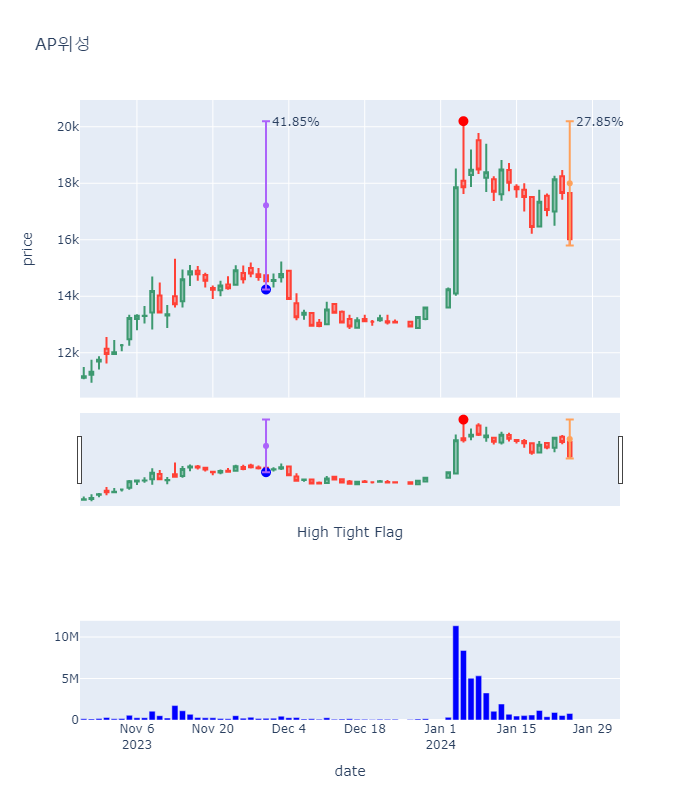 AP위성
41.85%
27.85%
20k
18k
16k
14k
12k
price
High Tight Flag
10M
5M
0
Nov 6 Nov 20 Dec 4 Dec 18 Jan 1 Jan 15 Jan 29
2023 2024
date